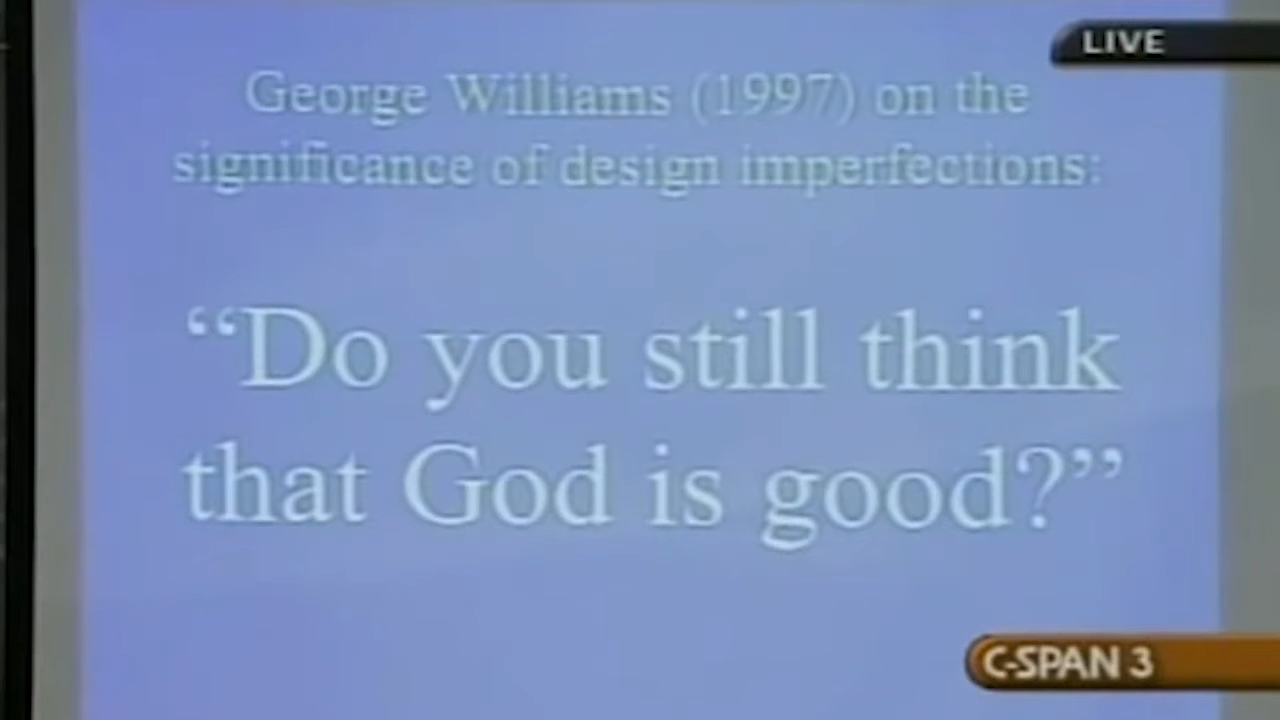 LIVE
George Williams (1997) on the
significance of design imperfections:
“Do you still think
that God is good?”
C-SPAN 3